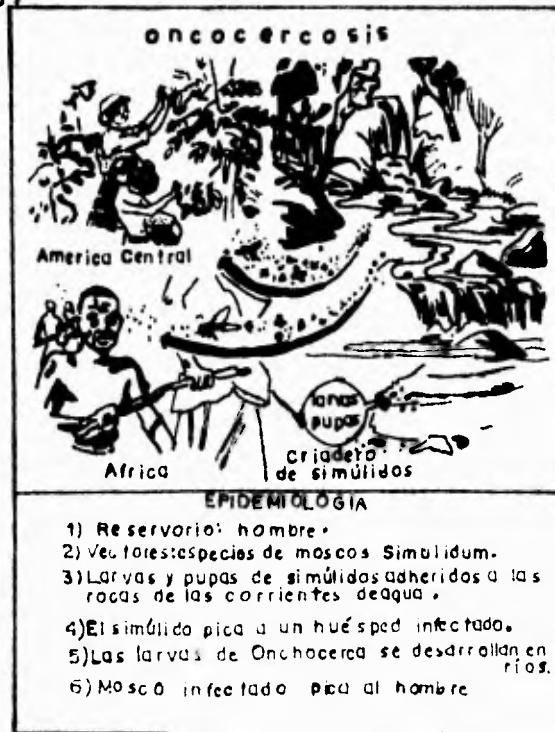 oncocercosis
America Central
Africa
larvas
pupas
Criadero
de simúlidos
EPIDEMIOLOGIA
1) Reservorio: hombre.
2) Vectores:especies de moscos Simulidum.
3) Larvas y pupas de simúlidos adheridos a las
rocas de las corrientes deagua.
4) El simúlido pica a un huésped infectado.
5) Las larvas de Onchocerca se desarrollan en
ríos.
6) Mosco infectado pica al hombre